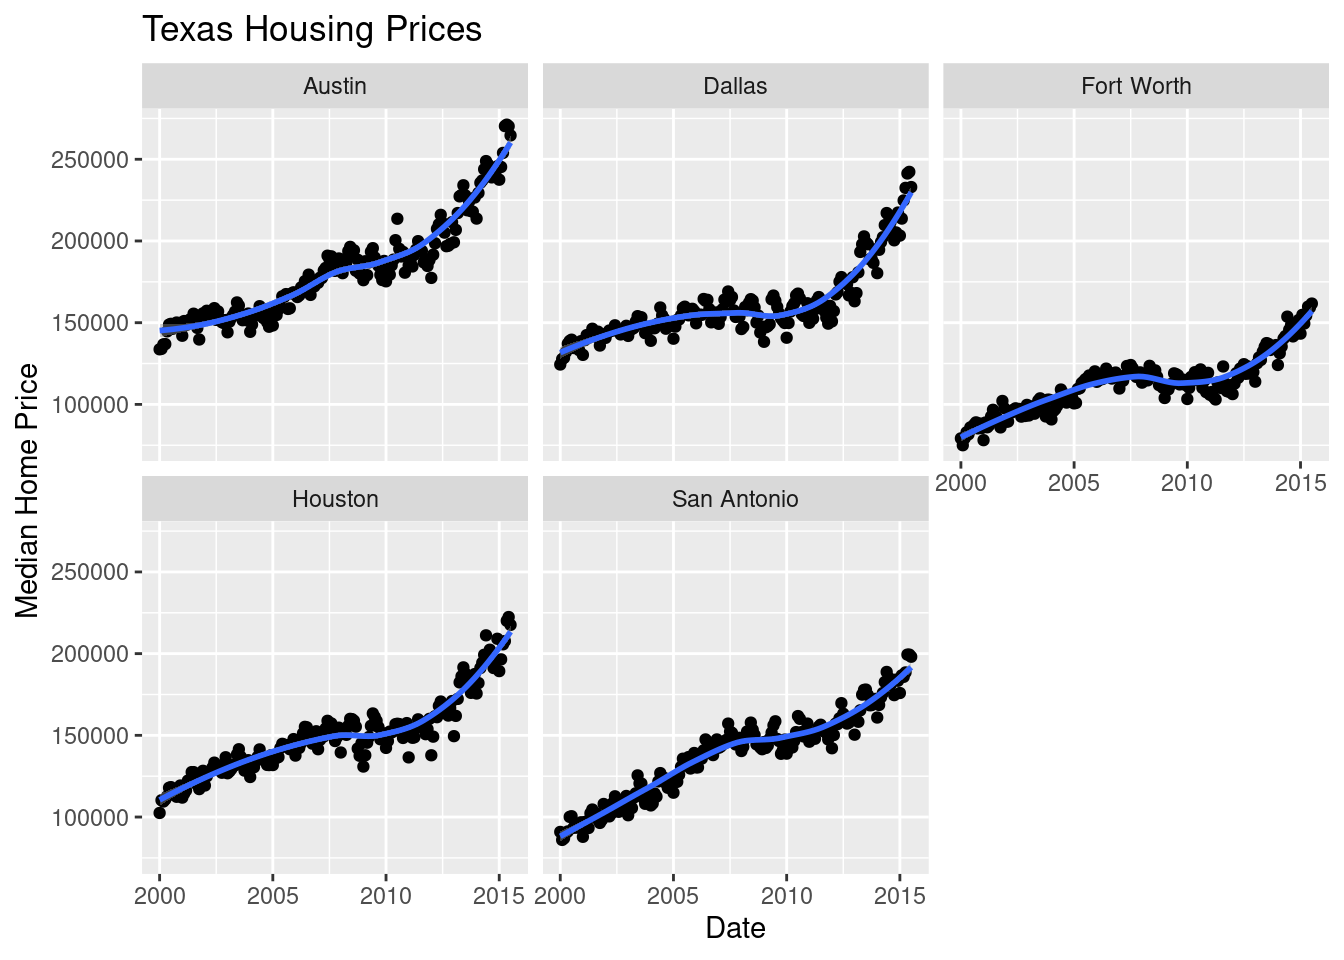 Texas Housing Prices
Austin
Dallas
Fort Worth
250000
200000
150000
100000
2000 2005 2010 2015
Median Home Price
Houston
San Antonio
250000
200000
150000
100000
2000 2005 2010 2015
2000 2005 2010 2015
Date